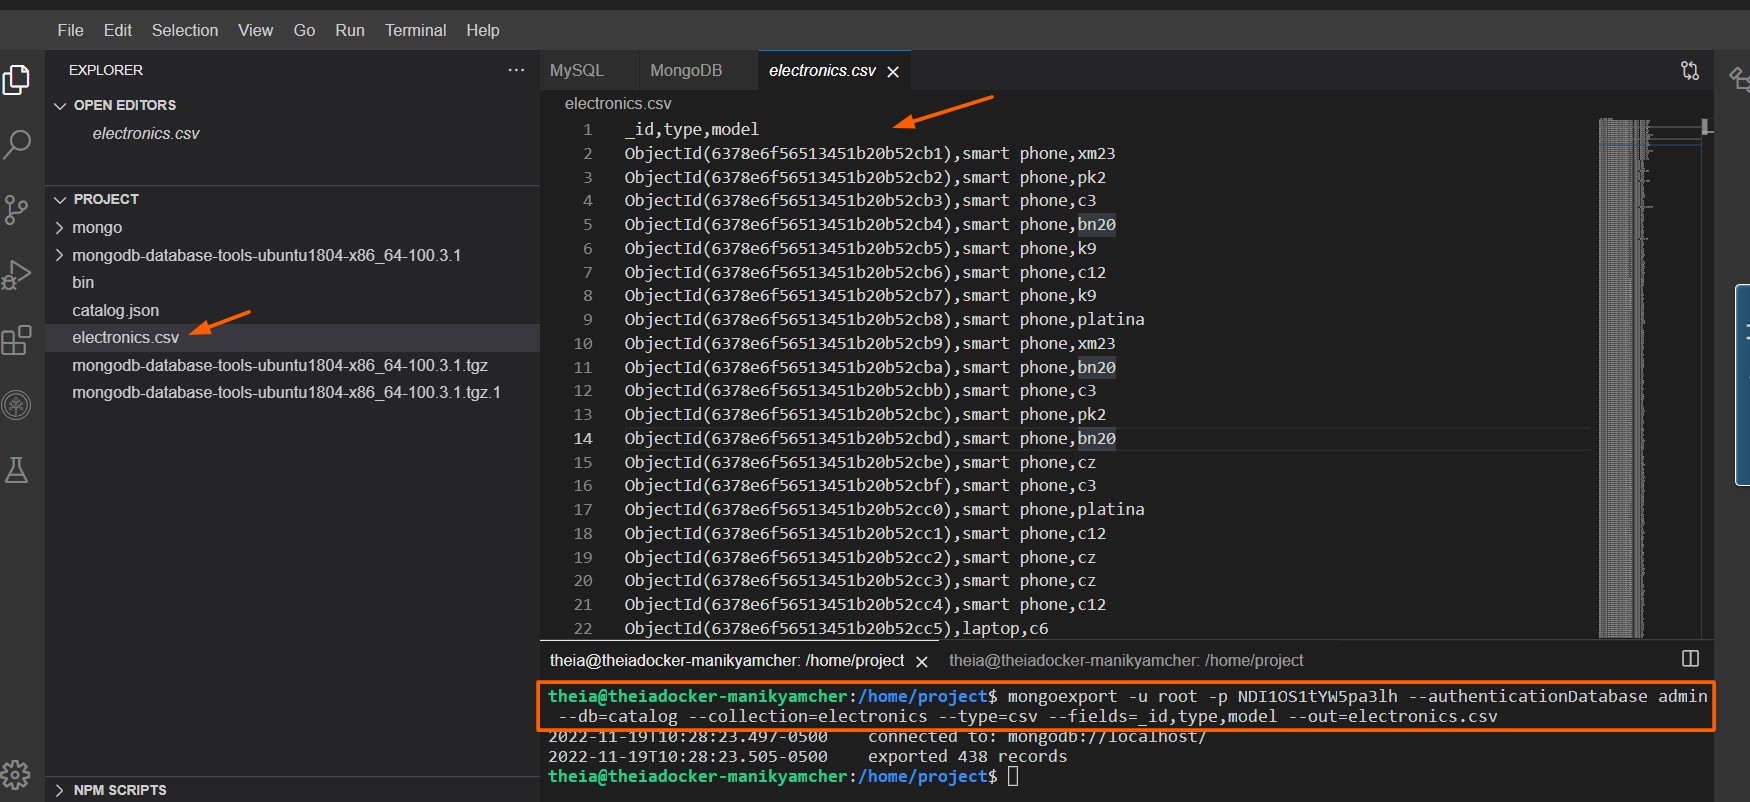 File Edit Selection View Go Run Terminal Help
EXPLORER
OPEN EDITORS
electronics.csv
PROJECT
mongo
mongodb-database-tools-ubuntu1804-x86_64-100.3.1
bin
catalog.json
electronics.csv
mongodb-database-tools-ubuntu1804-x86_64-100.3.1.tgz
mongodb-database-tools-ubuntu1804-x86_64-100.3.1.tgz.1
NPM SCRIPTS
MySQL MongoDB electronics.csv
electronics.csv
1 _id,type,model
2 ObjectId(6378e6f56513451b20b52cb1),smart phone,xm23
3 ObjectId(6378e6f56513451b20b52cb2),smart phone,pk2
4 ObjectId(6378e6f56513451b20b52cb3),smart phone,c3
5 ObjectId(6378e6f56513451b20b52cb4),smart phone,bn20
6 ObjectId(6378e6f56513451b20b52cb5),smart phone,k9
7 ObjectId(6378e6f56513451b20b52cb6),smart phone,c12
8 ObjectId(6378e6f56513451b20b52cb7),smart phone,k9
9 ObjectId(6378e6f56513451b20b52cb8),smart phone,platina
10 ObjectId(6378e6f56513451b20b52cb9),smart phone,xm23
11 ObjectId(6378e6f56513451b20b52cba),smart phone,bn20
12 ObjectId(6378e6f56513451b20b52cbb),smart phone,c3
13 ObjectId(6378e6f56513451b20b52cbc),smart phone,pk2
14 ObjectId(6378e6f56513451b20b52cbd),smart phone,bn20
15 ObjectId(6378e6f56513451b20b52cbe),smart phone,cz
16 ObjectId(6378e6f56513451b20b52cbf),smart phone,c3
17 ObjectId(6378e6f56513451b20b52cc0),smart phone,platina
18 ObjectId(6378e6f56513451b20b52cc1),smart phone,c12
19 ObjectId(6378e6f56513451b20b52cc2),smart phone,cz
20 ObjectId(6378e6f56513451b20b52cc3),smart phone,cz
21 ObjectId(6378e6f56513451b20b52cc4),smart phone,c12
22 ObjectId(6378e6f56513451b20b52cc5),laptop,c6
theia@theiadocker-manikyamcher: /home/project theia@theiadocker-manikyamcher: /home/project
theia@theiadocker-manikyamcher:/home/project$ mongoexport -u root -p NDI1OS1tYW5pa3lh --authenticationDatabase admin
--db=catalog --collection=electronics --type=csv --fields=_id,type,model --out=electronics.csv
2022-11-19T10:28:23.497-0500 connected to: mongodb://localhost/
2022-11-19T10:28:23.505-0500 exported 438 records
theia@theiadocker-manikyamcher:/home/project$